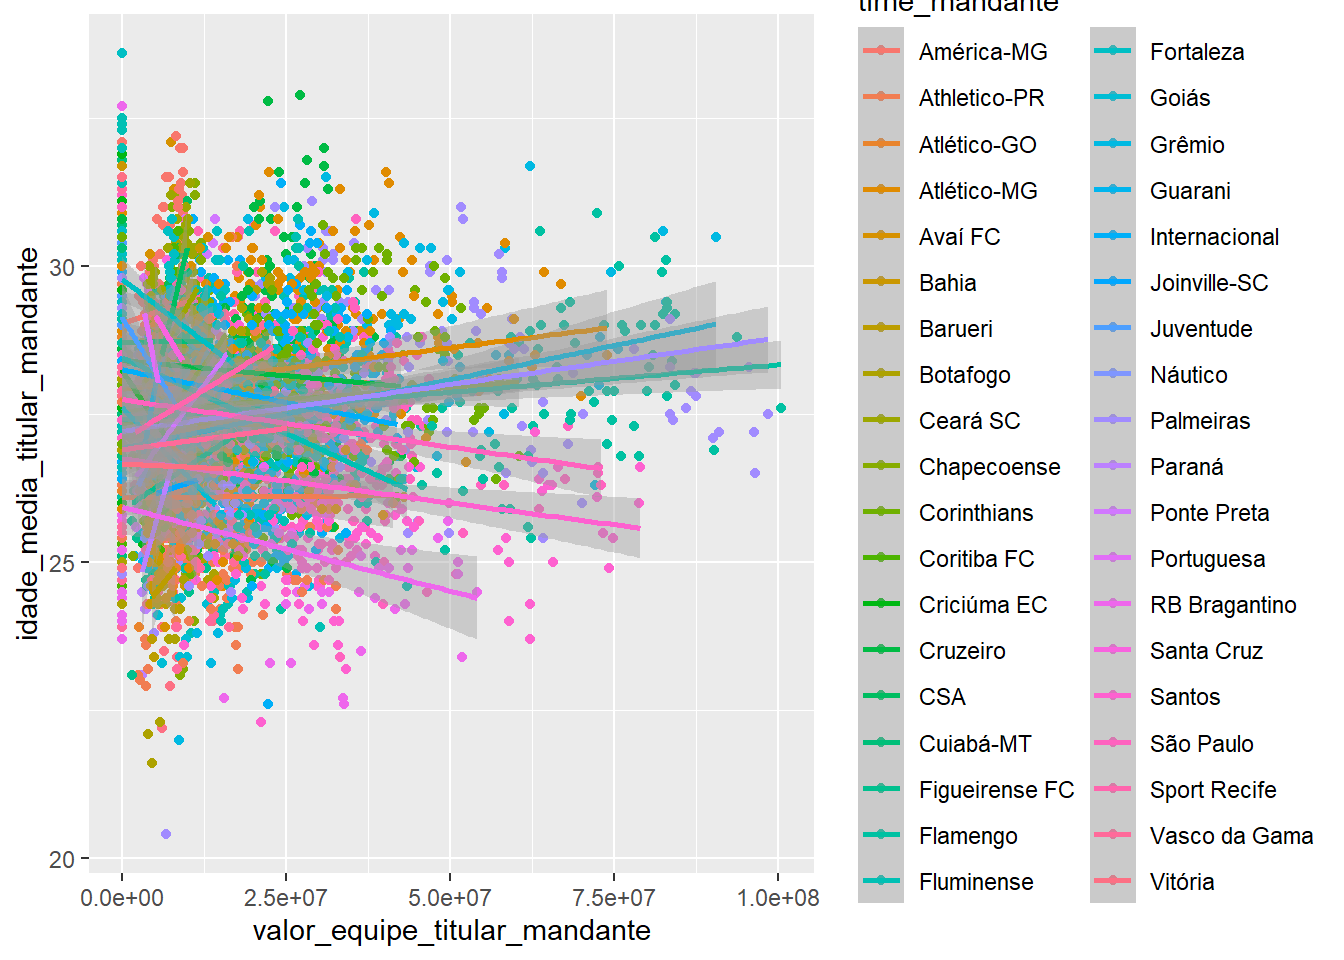 time_mandante
América-MG
Athletico-PR
Atlético-GO
Atlético-MG
Avaí FC
Bahia
Barueri
Botafogo
Ceará SC
Chapecoense
Corinthians
Coritiba FC
Criciúma EC
Cruzeiro
CSA
Cuiabá-MT
Figueirense FC
Flamengo
Fluminense
Fortaleza
Goiás
Grêmio
Guarani
Internacional
Joinville-SC
Juventude
Náutico
Palmeiras
Paraná
Ponte Preta
Portuguesa
RB Bragantino
Santa Cruz
Santos
São Paulo
Sport Recife
Vasco da Gama
Vitória
idade_media_titular_mandante
30
25
20
0.0e+00 2.5e+07 5.0e+07 7.5e+07 1.0e+08
valor_equipe_titular_mandante